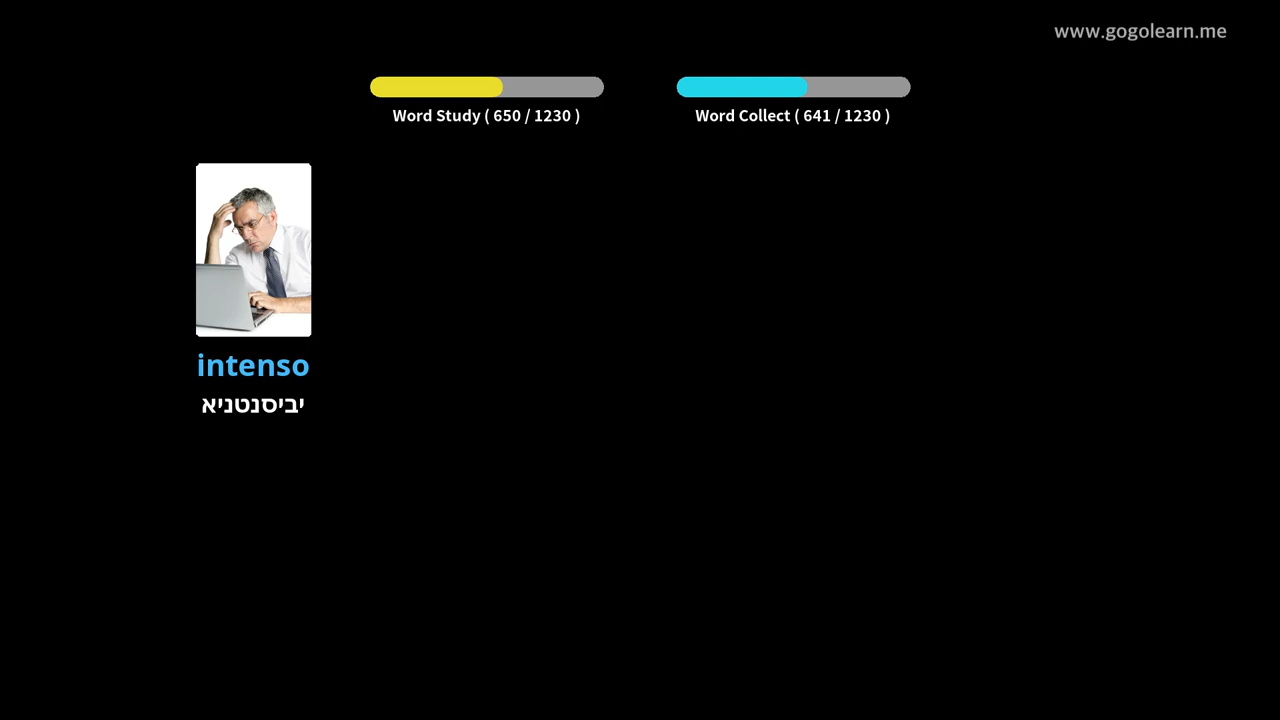 www.gogolearn.me
Word Study ( 650 / 1230 )
Word Collect ( 641 / 1230 )
intenso
יביסנטניא